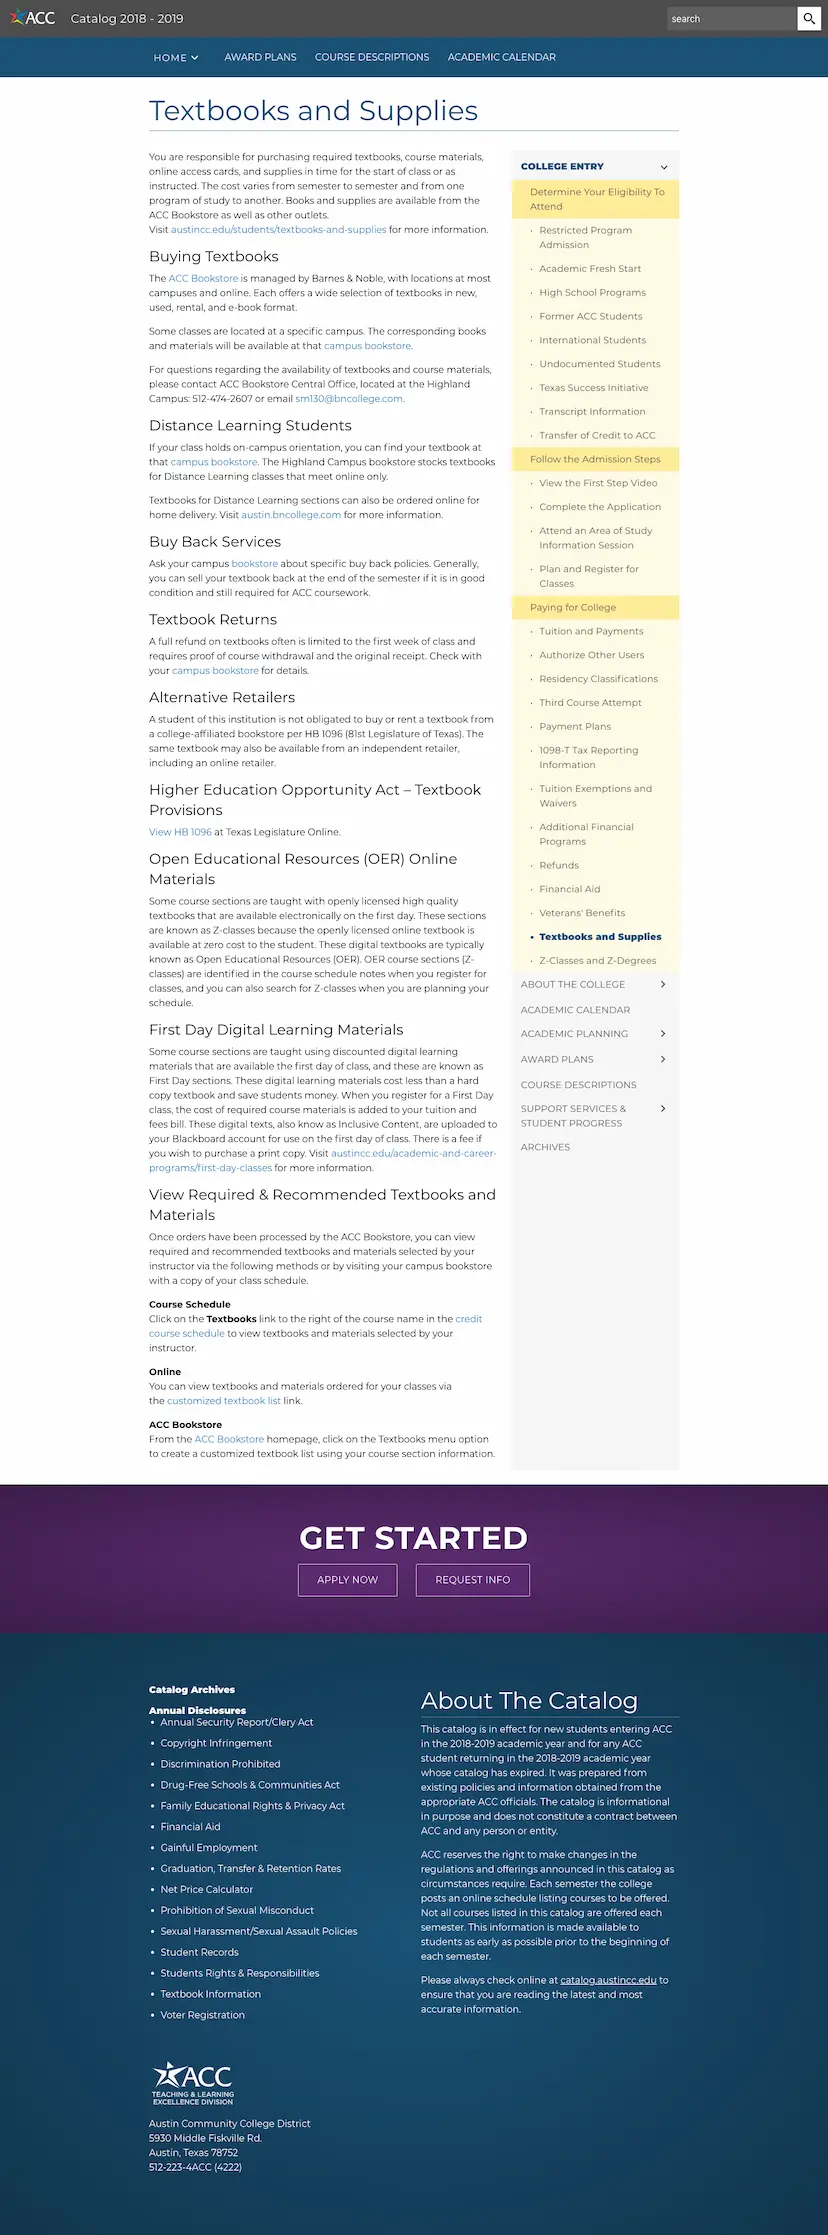 ACC
Catalog 2018 - 2019
search
HOME
AWARD PLANS
COURSE DESCRIPTIONS
ACADEMIC CALENDAR
Textbooks and Supplies
You are responsible for purchasing required textbooks, course materials,
online access cards, and supplies in time for the start of class or as
instructed. The cost varies from semester to semester and from one
program of study to another. Books and supplies are available from the
ACC Bookstore as well as other outlets.
Visit austincc.edu/students/textbooks-and-supplies for more information.
Buying Textbooks
The ACC Bookstore is managed by Barnes & Noble, with locations at most
campuses and online. Each offers a wide selection of textbooks in new,
used, rental, and e-book format.
Some classes are located at a specific campus. The corresponding books
and materials will be available at that campus bookstore.
For questions regarding the availability of textbooks and course materials,
please contact ACC Bookstore Central Office, located at the Highland
Campus: 512-474-2607 or email sm130@bncollege.com.
Distance Learning Students
If your class holds on-campus orientation, you can find your textbook at
that campus bookstore. The Highland Campus bookstore stocks textbooks
for Distance Learning classes that meet online only.
Textbooks for Distance Learning sections can also be ordered online for
home delivery. Visit austin.bncollege.com for more information.
Buy Back Services
Ask your campus bookstore about specific buy back policies. Generally,
you can sell your textbook back at the end of the semester if it is in good
condition and still required for ACC coursework.
Textbook Returns
A full refund on textbooks often is limited to the first week of class and
requires proof of course withdrawal and the original receipt. Check with
your campus bookstore for details.
Alternative Retailers
A student of this institution is not obligated to buy or rent a textbook from
a college-affiliated bookstore per HB 1096 (81st Legislature of Texas). The
same textbook may also be available from an independent retailer,
including an online retailer.
Higher Education Opportunity Act – Textbook
Provisions
View HB 1096 at Texas Legislature Online.
Open Educational Resources (OER) Online
Materials
Some course sections are taught with openly licensed high quality
textbooks that are available electronically on the first day. These sections
are known as Z-classes because the openly licensed online textbook is
available at zero cost to the student. These digital textbooks are typically
known as Open Educational Resources (OER). OER course sections (Z-
classes) are identified in the course schedule notes when you register for
classes, and you can also search for Z-classes when you are planning your
schedule.
First Day Digital Learning Materials
Some course sections are taught using discounted digital learning
materials that are available the first day of class, and these are known as
First Day sections. These digital learning materials cost less than a hard
copy textbook and save students money. When you register for a First Day
class, the cost of required course materials is added to your tuition and
fees bill. These digital texts, also know as Inclusive Content, are uploaded to
your Blackboard account for use on the first day of class. There is a fee if
you wish to purchase a print copy. Visit austincc.edu/academic-and-career-
programs/first-day-classes for more information.
View Required & Recommended Textbooks and
Materials
Once orders have been processed by the ACC Bookstore, you can view
required and recommended textbooks and materials selected by your
instructor via the following methods or by visiting your campus bookstore
with a copy of your class schedule.
Course Schedule
Click on the Textbooks link to the right of the course name in the credit
course schedule to view textbooks and materials selected by your
instructor.
Online
You can view textbooks and materials ordered for your classes via
the customized textbook list link.
ACC Bookstore
From the ACC Bookstore homepage, click on the Textbooks menu option
to create a customized textbook list using your course section information.
COLLEGE ENTRY
Determine Your Eligibility To
Attend
• Restricted Program
Admission
• Academic Fresh Start
• High School Programs
• Former ACC Students
• International Students
• Undocumented Students
• Texas Success Initiative
• Transcript Information
• Transfer of Credit to ACC
Follow the Admission Steps
• View the First Step Video
• Complete the Application
• Attend an Area of Study
Information Session
• Plan and Register for
Classes
Paying for College
• Tuition and Payments
• Authorize Other Users
• Residency Classifications
• Third Course Attempt
• Payment Plans
• 1098-T Tax Reporting
Information
• Tuition Exemptions and
Waivers
• Additional Financial
Programs
• Refunds
• Financial Aid
• Veterans' Benefits
• Textbooks and Supplies
• Z-Classes and Z-Degrees
ABOUT THE COLLEGE
ACADEMIC CALENDAR
ACADEMIC PLANNING
AWARD PLANS
COURSE DESCRIPTIONS
SUPPORT SERVICES &
STUDENT PROGRESS
ARCHIVES
GET STARTED
APPLY NOW
REQUEST INFO
Catalog Archives
Annual Disclosures
• Annual Security Report/Clery Act
• Copyright Infringement
• Discrimination Prohibited
• Drug-Free Schools & Communities Act
• Family Educational Rights & Privacy Act
• Financial Aid
• Gainful Employment
• Graduation, Transfer & Retention Rates
• Net Price Calculator
• Prohibition of Sexual Misconduct
• Sexual Harassment/Sexual Assault Policies
• Student Records
• Students Rights & Responsibilities
• Textbook Information
• Voter Registration
About The Catalog
This catalog is in effect for new students entering ACC
in the 2018-2019 academic year and for any ACC
student returning in the 2018-2019 academic year
whose catalog has expired. It was prepared from
existing policies and information obtained from the
appropriate ACC officials. The catalog is informational
in purpose and does not constitute a contract between
ACC and any person or entity.
ACC reserves the right to make changes in the
regulations and offerings announced in this catalog as
circumstances require. Each semester the college
posts an online schedule listing courses to be offered.
Not all courses listed in this catalog are offered each
semester. This information is made available to
students as early as possible prior to the beginning of
each semester.
Please always check online at catalog.austincc.edu to
ensure that you are reading the latest and most
accurate information.
ACC
TEACHING & LEARNING
EXCELLENCE DIVISION
Austin Community College District
5930 Middle Fiskville Rd.
Austin, Texas 78752
512-223-4ACC (4222)